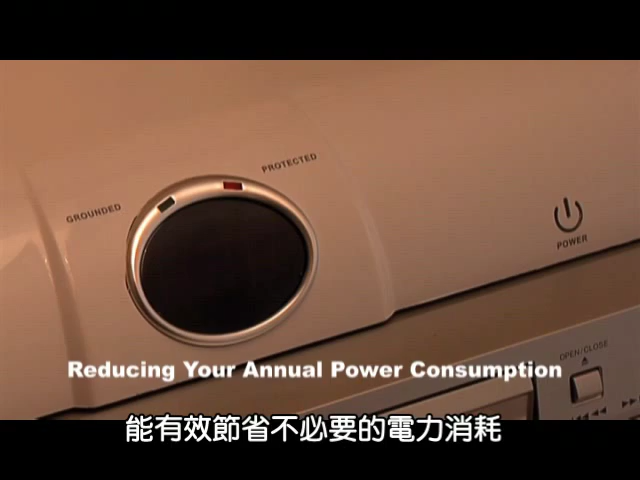 GROUNDED
PROTECTED
POWER
OPEN/CLOSE
Reducing Your Annual Power Consumption
能有效節省不必要的電力消耗